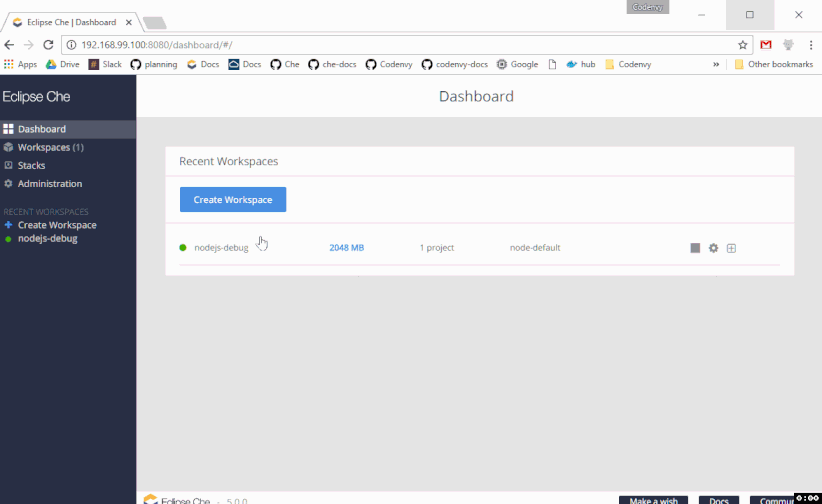 Codenvy
Eclipse Che | Dashboard
192.168.99.100:8080/dashboard/#/
Apps Drive Slack planning Docs Docs Che che-docs Codenvy codenvy-docs Google hub Codenvy » Other bookmarks
Eclipse Che
Dashboard
Dashboard
Workspaces (1)
Stacks
Administration
RECENT WORKSPACES
Create Workspace
nodejs-debug
Recent Workspaces
Create Workspace
nodejs-debug 2048 MB 1 project node-default
Eclipse Che - 5.0.0
Make a wish Docs Commun
0:00